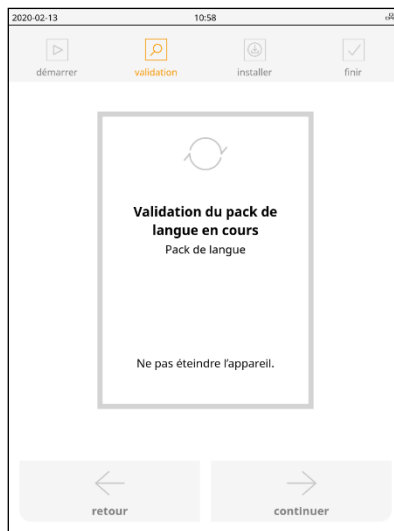 2020-02-13 10:58
démarrer validation installer finir
Validation du pack de
langue en cours
Pack de langue
Ne pas éteindre l'appareil.
retour continuer